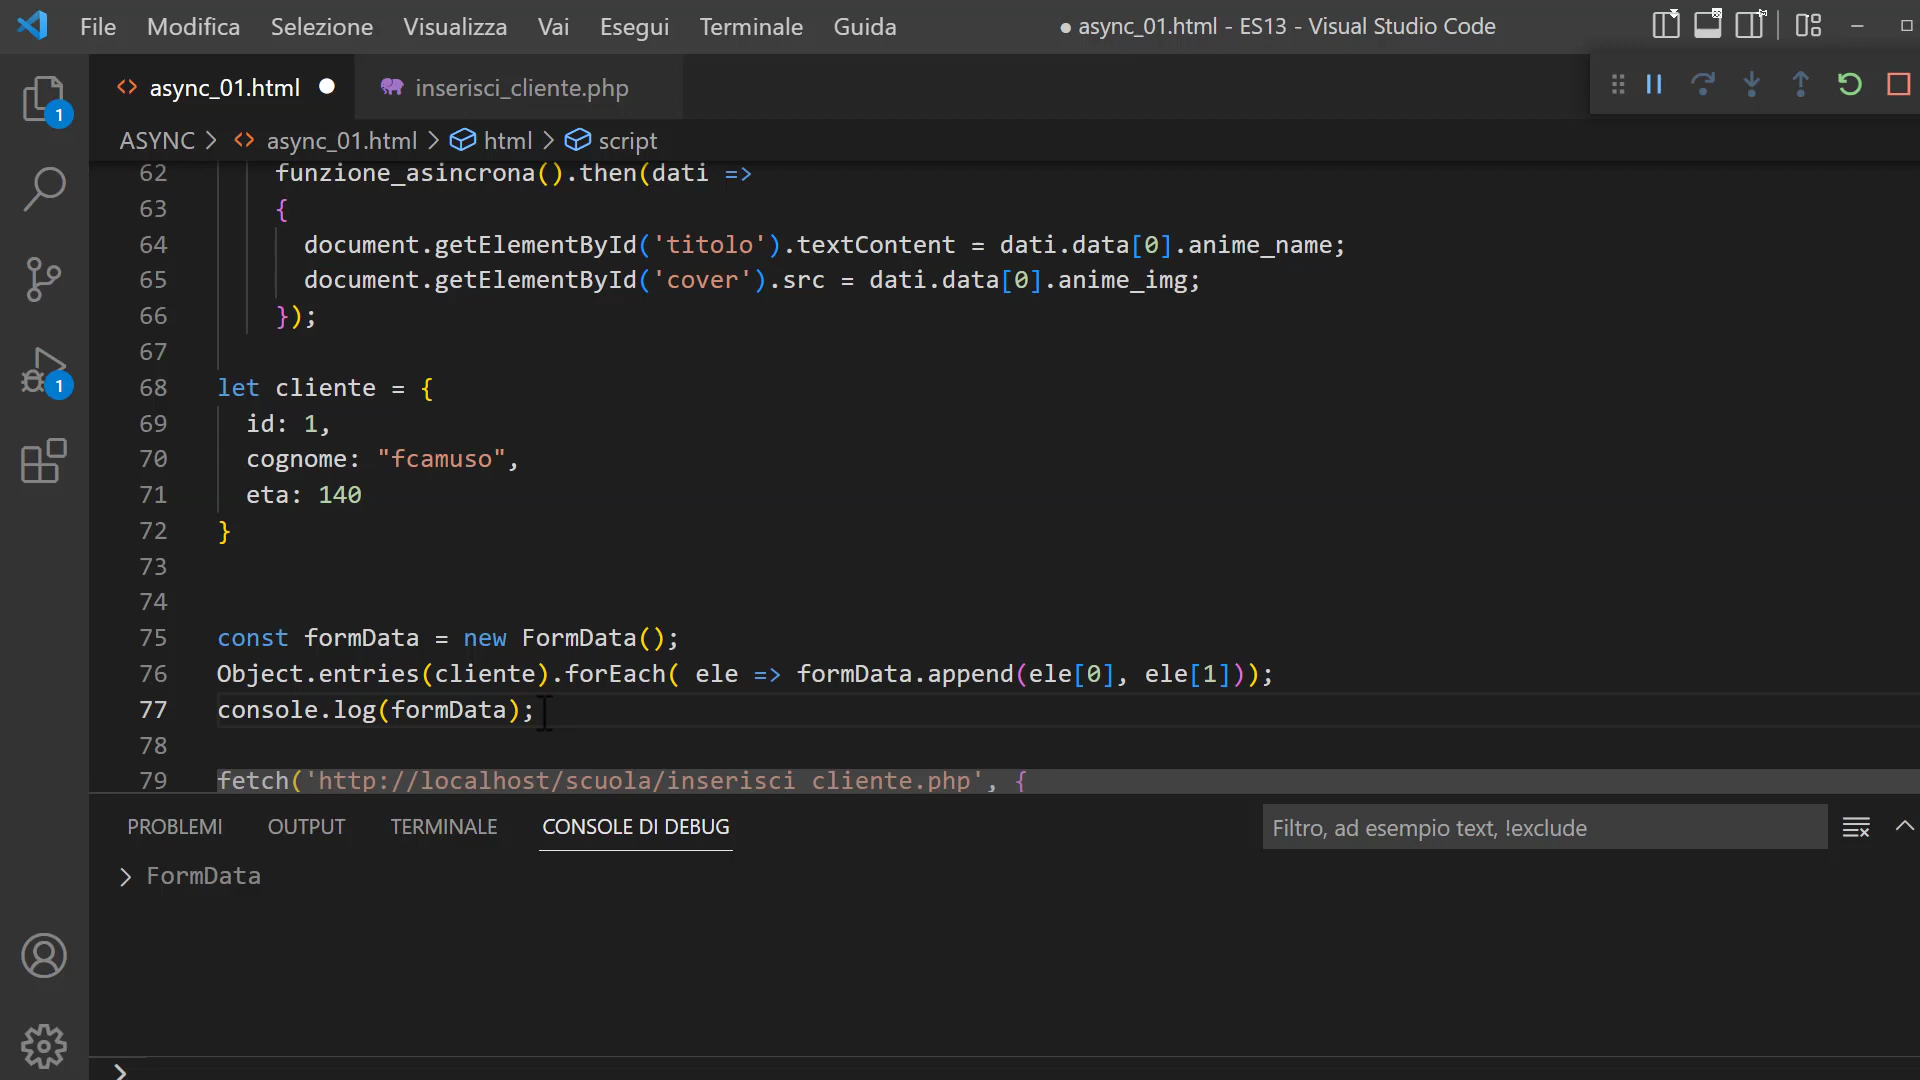 File Modifica Selezione Visualizza Vai Esegui Terminale Guida ● async_01.html - ES13 - Visual Studio Code
async_01.html inserisci_cliente.php
ASYNC > async_01.html > html > script
62 funzione_asincrona().then(dati =>
63 {
64 document.getElementById('titolo').textContent = dati.data[0].anime_name;
65 document.getElementById('cover').src = dati.data[0].anime_img;
66 });
67
68 let cliente = {
69 id: 1,
70 cognome: "fcamuso",
71 eta: 140
72 }
73
74
75 const formData = new FormData();
76 Object.entries(cliente).forEach( ele => formData.append(ele[0], ele[1]));
77 console.log(formData);
78
79 fetch('http://localhost/scuola/inserisci_cliente.php', {
1
1
PROBLEMI OUTPUT TERMINALE CONSOLE DI DEBUG Filtro, ad esempio text, !exclude
> FormData
>